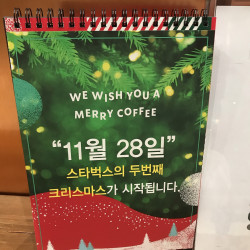 WE WISH YOU A
MERRY COFFEE
“11월 28일”
스타벅스의 두번째
크리스마스가 시작됩니다.